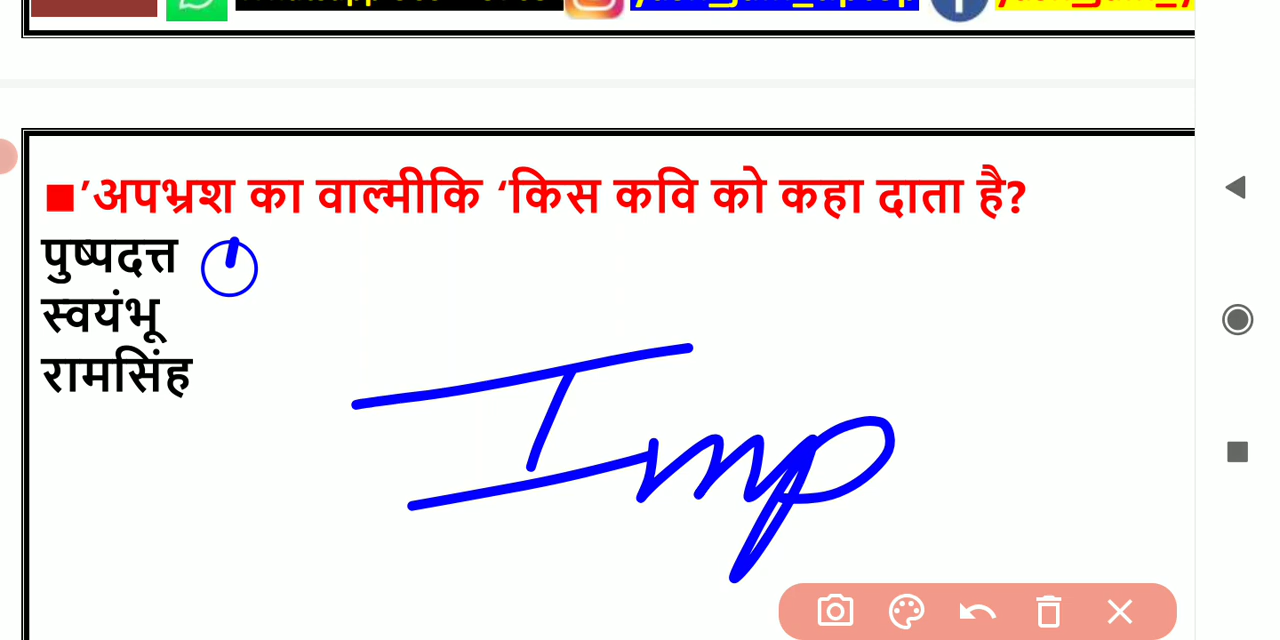 ■’अपभ्रश का वाल्मीकि ‘किस कवि को कहा दाता है?
पुष्पदत्त
स्वयंभू
रामसिंह
Imp